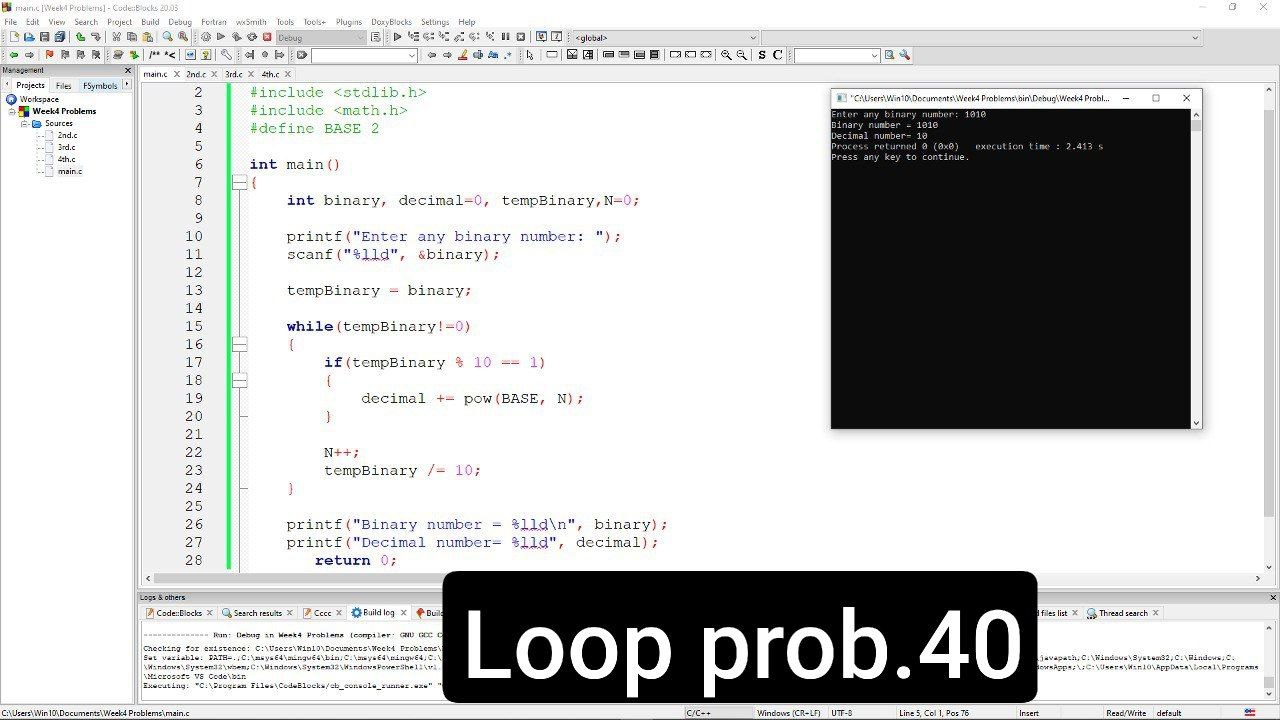 main.c [Week4 Problems] - Code::Blocks 20.03
File Edit View Search Project Build Debug Fortran wxSmith Tools Tools+ Plugins DoxyBlocks Settings Help
Debug
<global>
/** *<
S C
Management
Projects Files FSymbols
Workspace
Week4 Problems
Sources
2nd.c
3rd.c
4th.c
main.c
main.c 2nd.c 3rd.c 4th.c
2 #include <stdlib.h>
3 #include <math.h>
4 #define BASE 2
5
6 int main()
7 {
8 int binary, decimal=0, tempBinary,N=0;
9
10 printf("Enter any binary number: ");
11 scanf("%lld", &binary);
12
13 tempBinary = binary;
14
15 while(tempBinary!=0)
16 {
17 if(tempBinary % 10 == 1)
18 {
19 decimal += pow(BASE, N);
20 }
21
22 N++;
23 tempBinary /= 10;
24 }
25
26 printf("Binary number = %lld\n", binary);
27 printf("Decimal number= %lld", decimal);
28 return 0;
"C:\Users\Win10\Documents\Week4 Problems\bin\Debug\Week4 Probl...
Enter any binary number: 1010
Binary number = 1010
Decimal number= 10
Process returned 0 (0x0) execution time : 2.413 s
Press any key to continue.
Logs & others
Code::Blocks Search results Cccc Build log Buil d files list Thread search
-------------- Run: Debug in Week4 Problems (compiler: GNU GCC Co
Checking for existence: C:\Users\Win10\Documents\Week4 Problems\
Set variable: PATH=.;C:\msys64\mingw64\bin;C:\msys64\mingw64;C:\ javapath;C:\Windows\System32;C:\Windows;C:
\Windows\System32\wbem;C:\Windows\System32\WindowsPowerShell\v1. indowsApps;\;C:\Users\Win10\AppData\Local\Programs
\Microsoft VS Code\bin
Executing: "C:\Program Files\CodeBlocks/cb_console_runner.exe" "
Loop prob.40
C:\Users\Win10\Documents\Week4 Problems\main.c C/C++ Windows (CR+LF) UTF-8 Line 5, Col 1, Pos 76 Insert Read/Write default